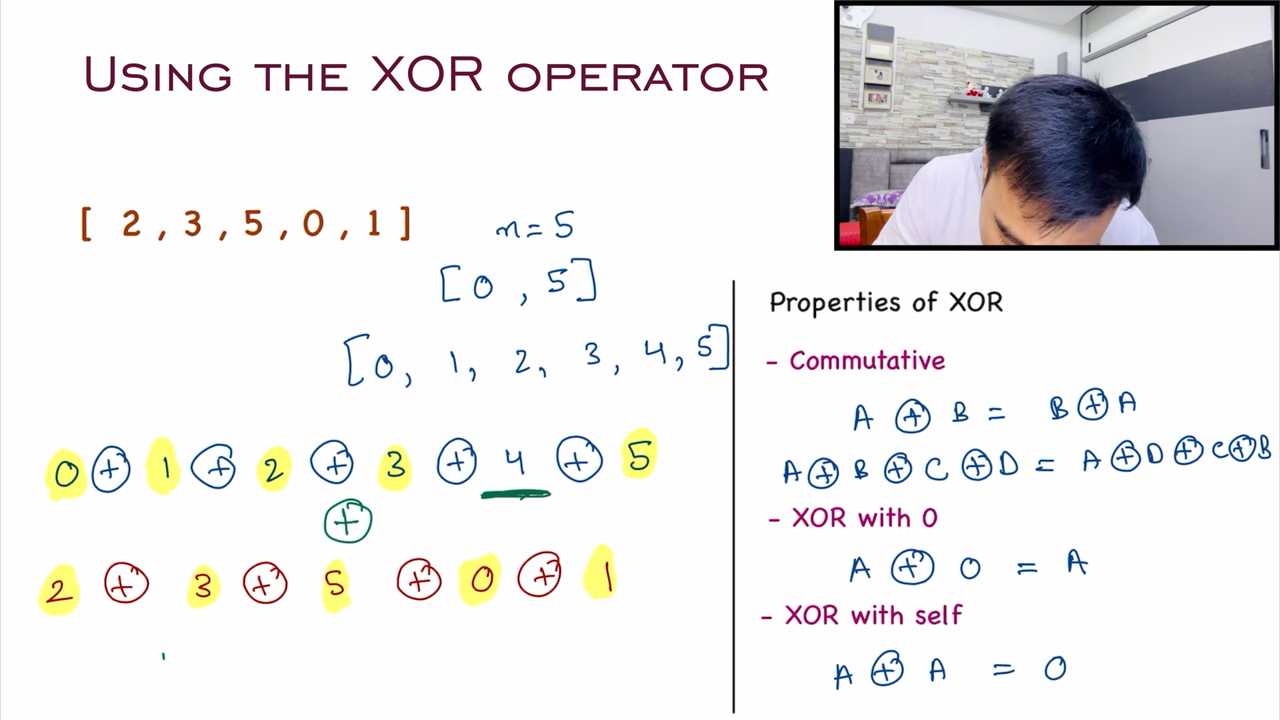 USING THE XOR OPERATOR
[ 2 , 3 , 5 , 0 , 1 ]
n = 5
[ 0 , 5 ]
[ 0, 1, 2, 3, 4, 5 ]
0 ⊕ 1 ⊕ 2 ⊕ 3 ⊕ 4 ⊕ 5
⊕
2 ⊕ 3 ⊕ 5 ⊕ 0 ⊕ 1
Properties of XOR
- Commutative
A ⊕ B = B ⊕ A
A ⊕ B ⊕ C ⊕ D = A ⊕ D ⊕ C ⊕ B
- XOR with 0
A ⊕ 0 = A
- XOR with self
A ⊕ A = 0